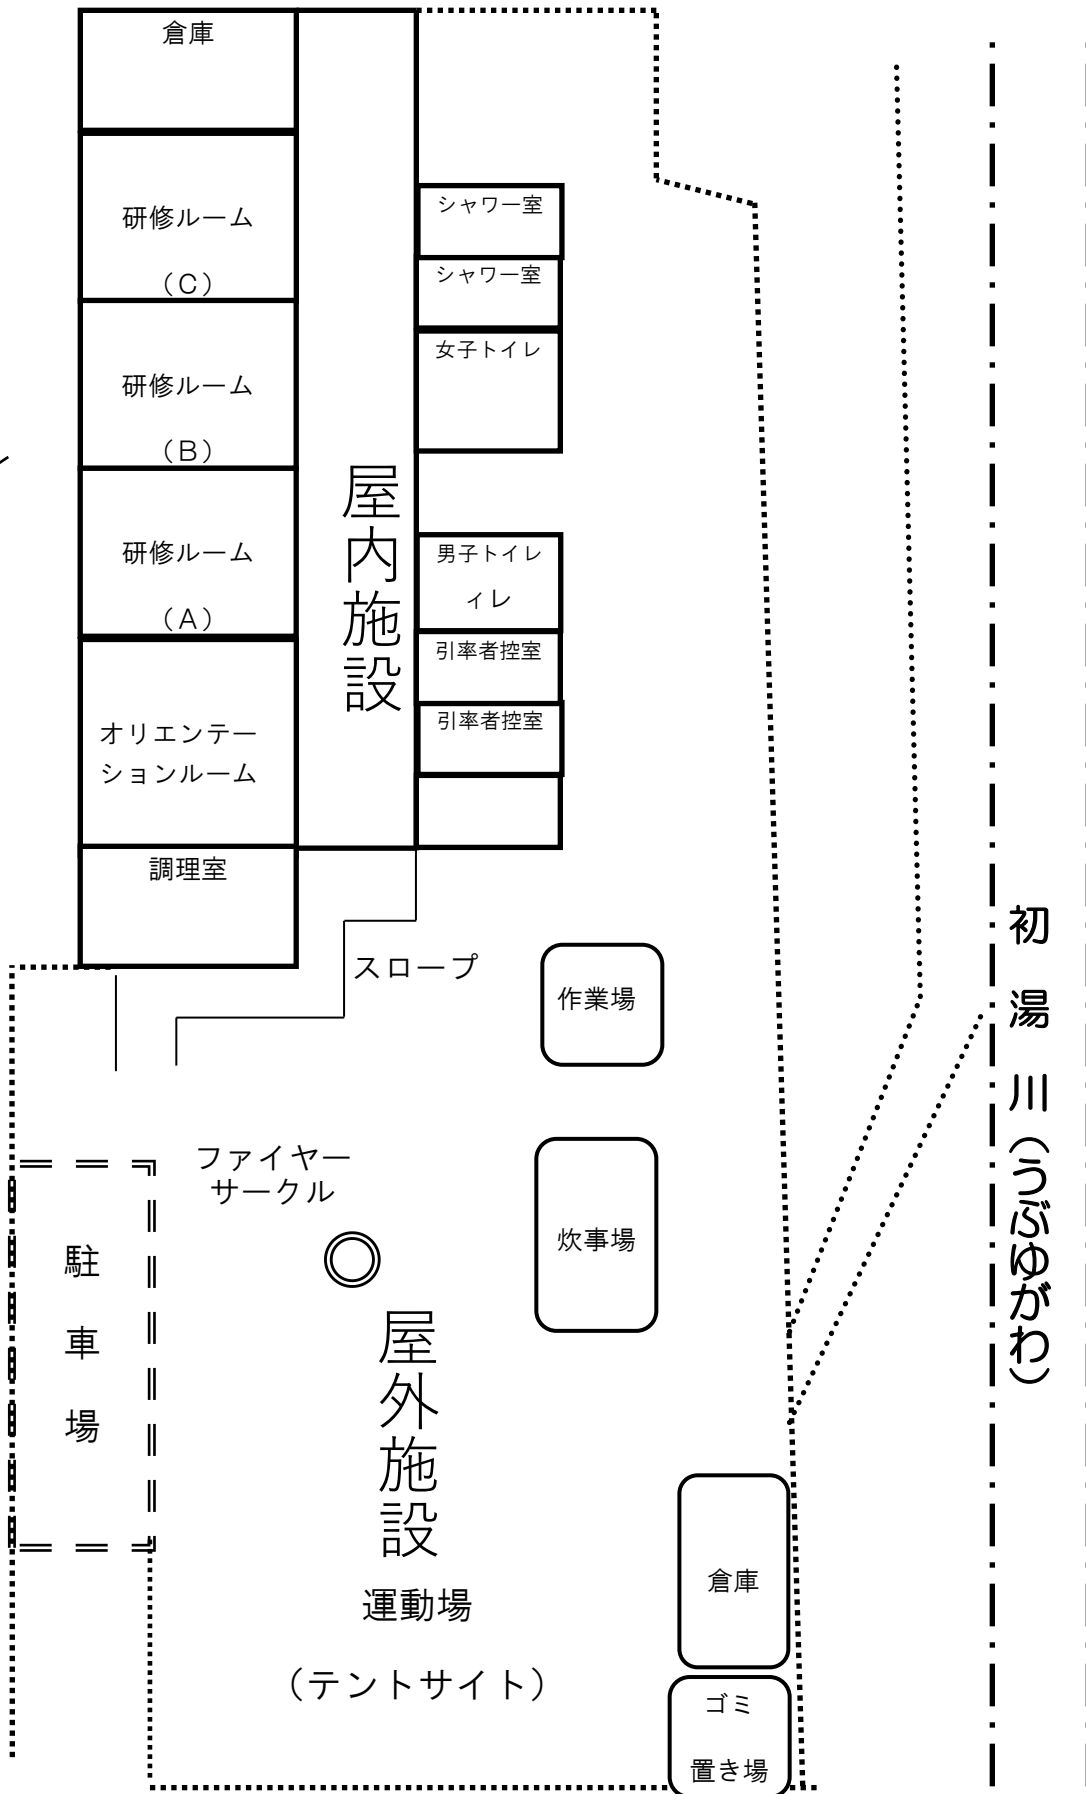 倉庫
研修ルーム
（C）
研修ルーム
（B）
研修ルーム
（A）
オリエンテー
ションルーム
調理室
屋内施設
シャワー室
シャワー室
女子トイレ
男子トイレ
ィレ
引率者控室
引率者控室
スロープ
作業場
炊事場
ファイヤー
サークル
駐車場
屋外施設
運動場
（テントサイト）
倉庫
ゴミ
置き場
初湯川（うぶゆがわ）